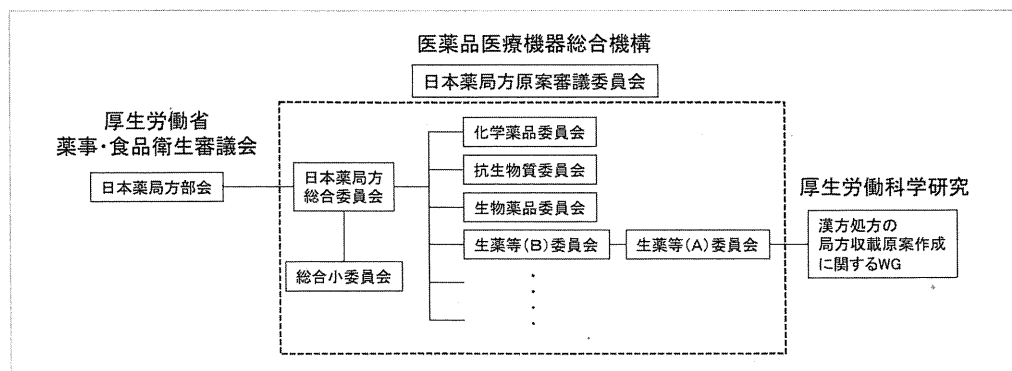 医薬品医療機器総合機構
日本薬局方原案審議委員会
厚生労働省
薬事・食品衛生審議会
日本薬局方部会
日本薬局方
総合委員会
総合小委員会
化学薬品委員会
抗生物質委員会
生物薬品委員会
生薬等(B)委員会
生薬等(A)委員会
厚生労働科学研究
漢方処方の
局方収載原案作成
に関するWG